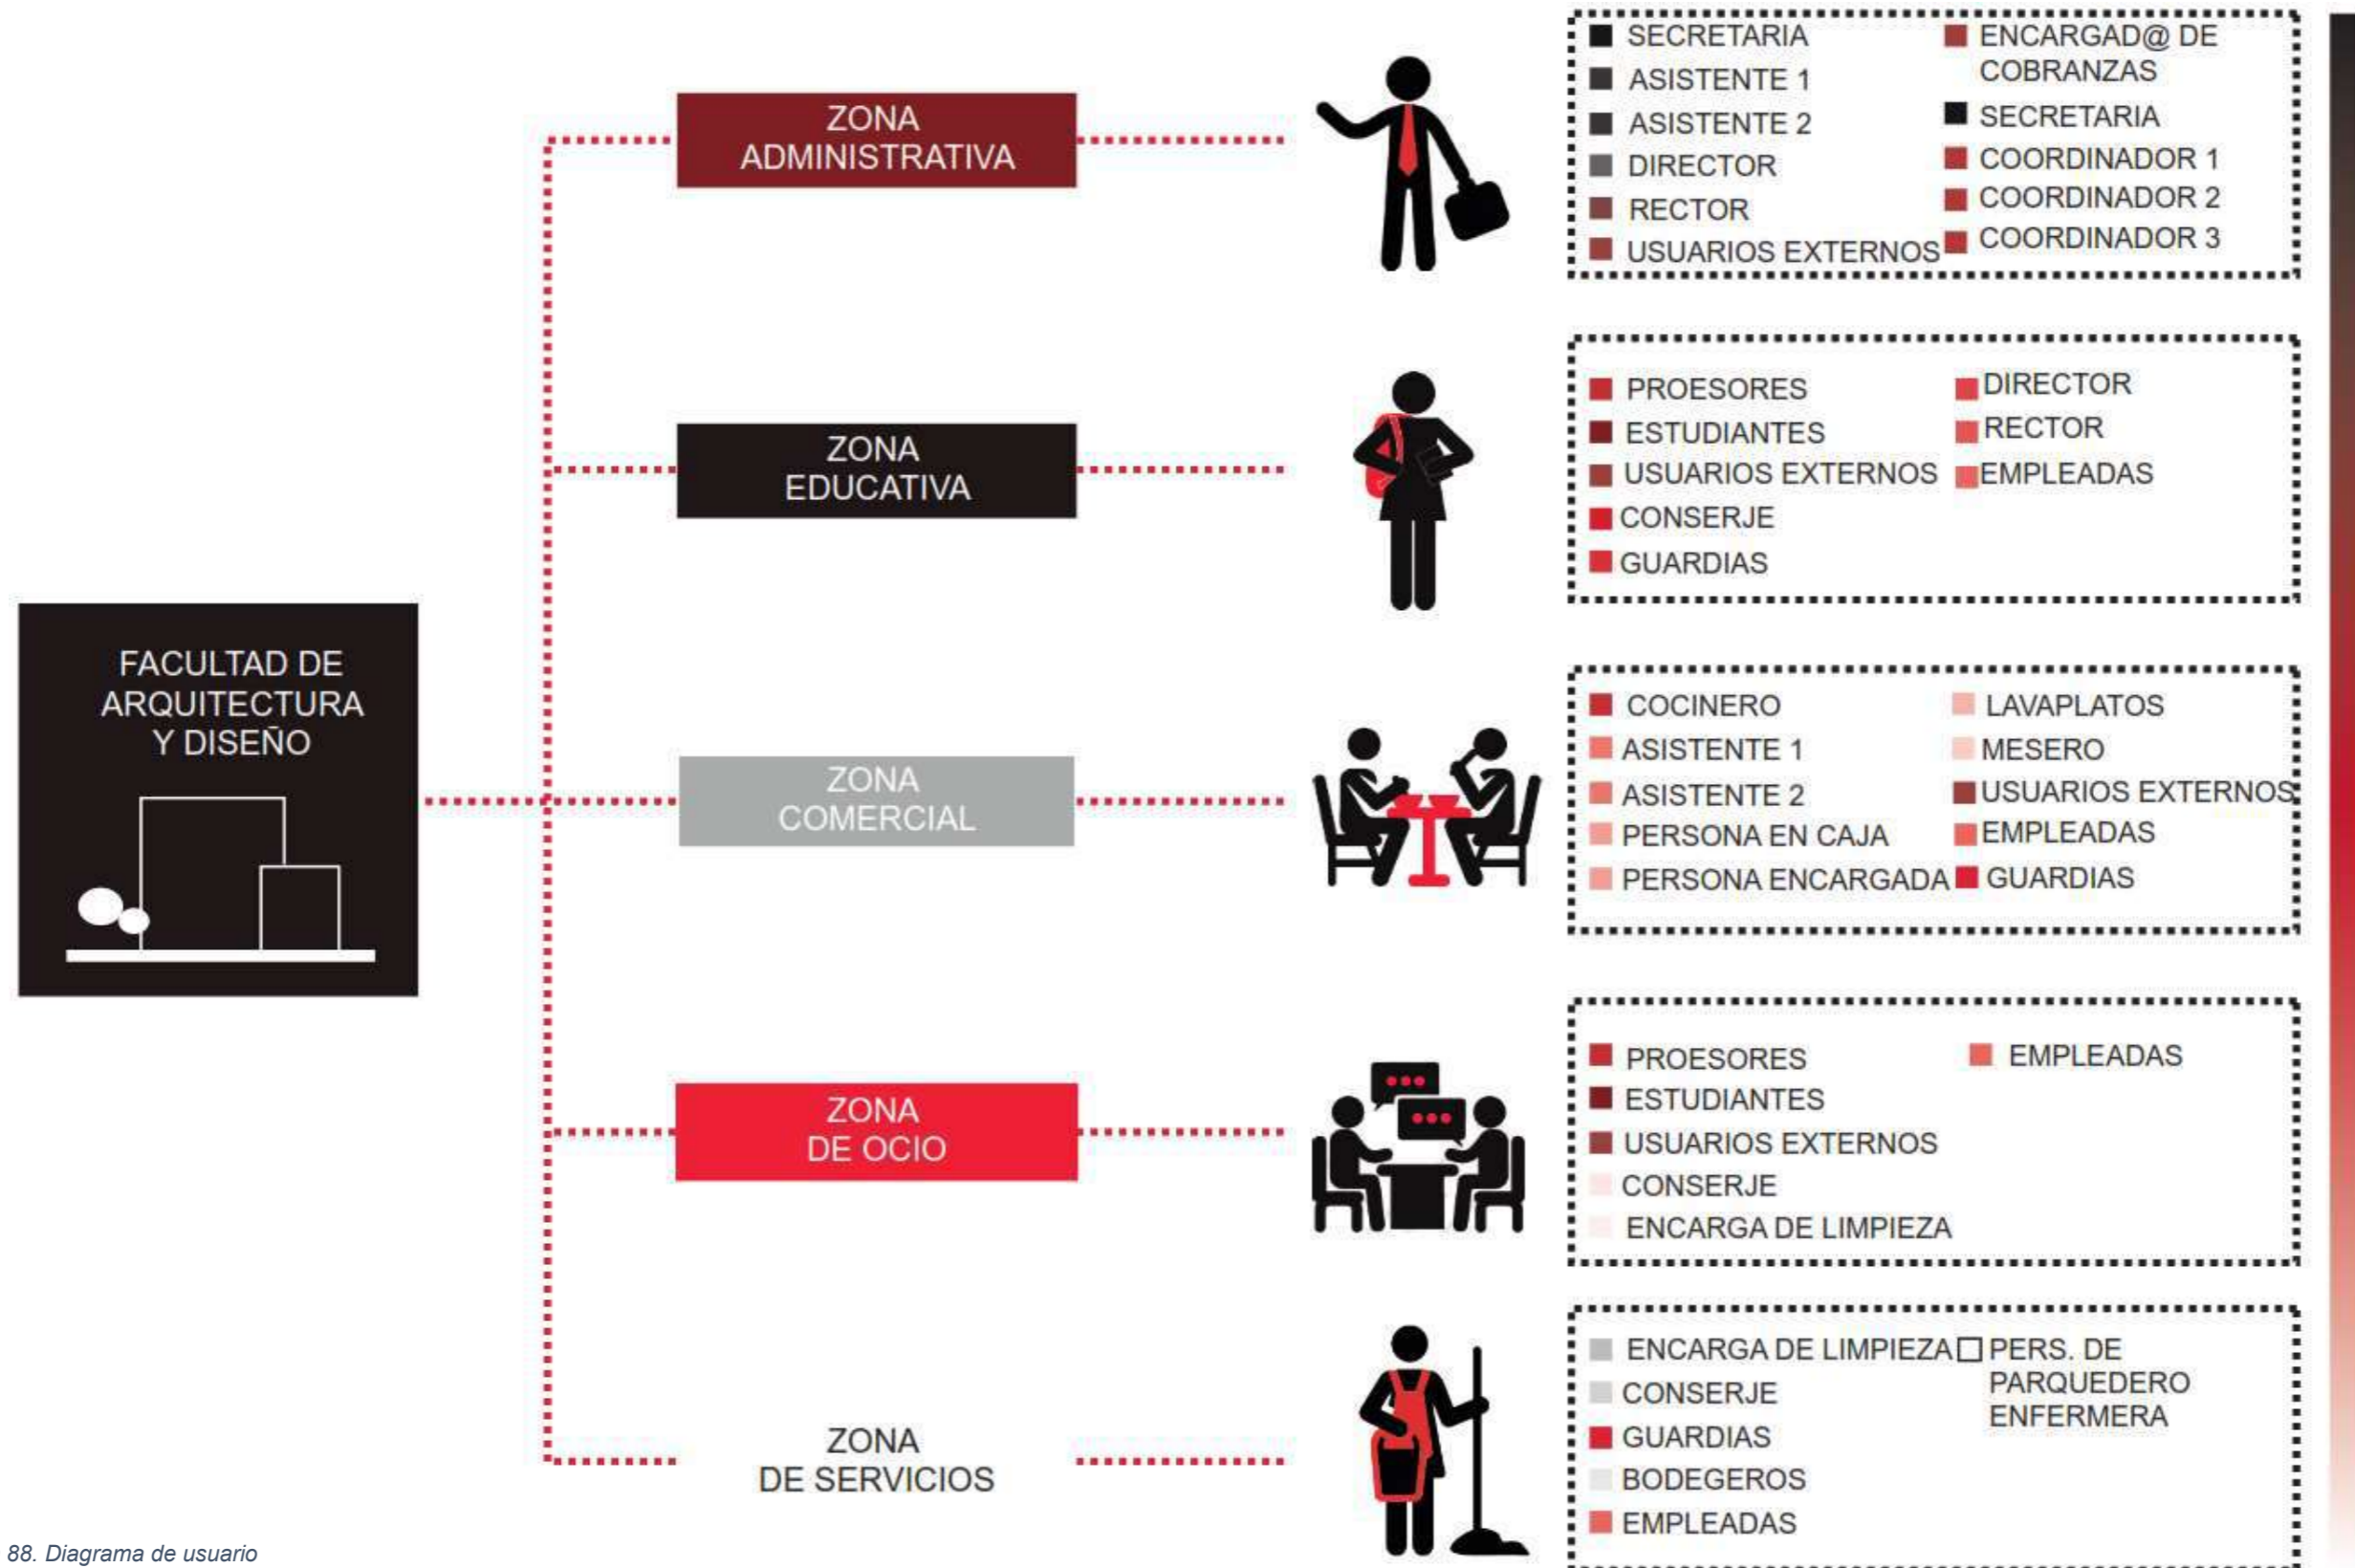 FACULTAD DE
ARQUITECTURA
Y DISEÑO
ZONA
ADMINISTRATIVA
SECRETARIA
ASISTENTE 1
ASISTENTE 2
DIRECTOR
RECTOR
USUARIOS EXTERNOS
ENCARGAD@ DE
COBRANZAS
SECRETARIA
COORDINADOR 1
COORDINADOR 2
COORDINADOR 3
ZONA
EDUCATIVA
PROESORES
ESTUDIANTES
USUARIOS EXTERNOS
CONSERJE
GUARDIAS
DIRECTOR
RECTOR
EMPLEADAS
ZONA
COMERCIAL
COCINERO
ASISTENTE 1
ASISTENTE 2
PERSONA EN CAJA
PERSONA ENCARGADA
LAVAPLATOS
MESERO
USUARIOS EXTERNOS
EMPLEADAS
GUARDIAS
ZONA
DE OCIO
PROESORES
ESTUDIANTES
USUARIOS EXTERNOS
CONSERJE
ENCARGA DE LIMPIEZA
EMPLEADAS
ZONA
DE SERVICIOS
ENCARGA DE LIMPIEZA
CONSERJE
GUARDIAS
BODEGEROS
EMPLEADAS
PERS. DE
PARQUEDERO
ENFERMERA
88. Diagrama de usuario